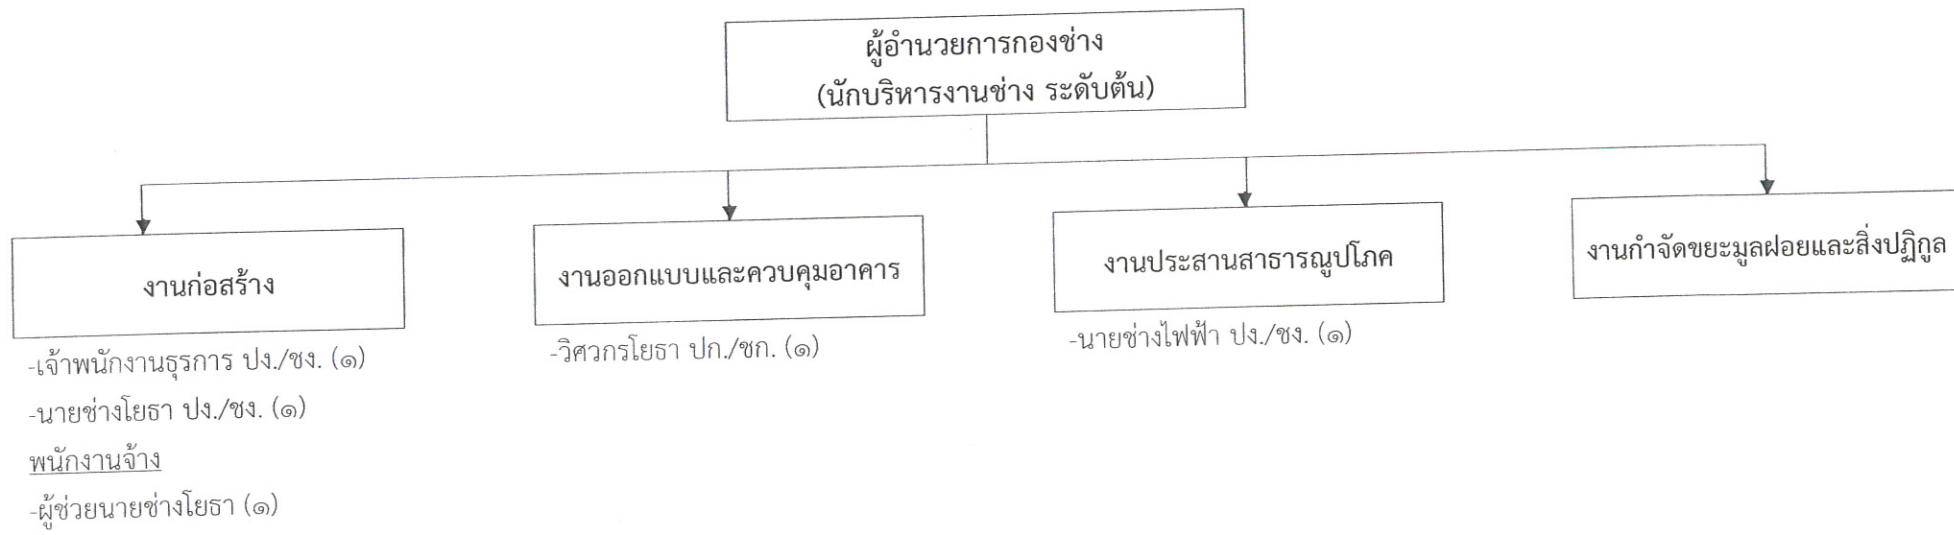 ผู้อำนวยการกองช่าง
(นักบริหารงานช่าง ระดับต้น)
งานก่อสร้าง
-เจ้าพนักงานธุรการ ปง./ชง. (๑)
-นายช่างโยธา ปง./ชง. (๑)
พนักงานจ้าง
-ผู้ช่วยนายช่างโยธา (๑)
งานออกแบบและควบคุมอาคาร
-วิศวกรโยธา ปก./ชก. (๑)
งานประสานสาธารณูปโภค
-นายช่างไฟฟ้า ปง./ชง. (๑)
งานกำจัดขยะมูลฝอยและสิ่งปฏิกูล